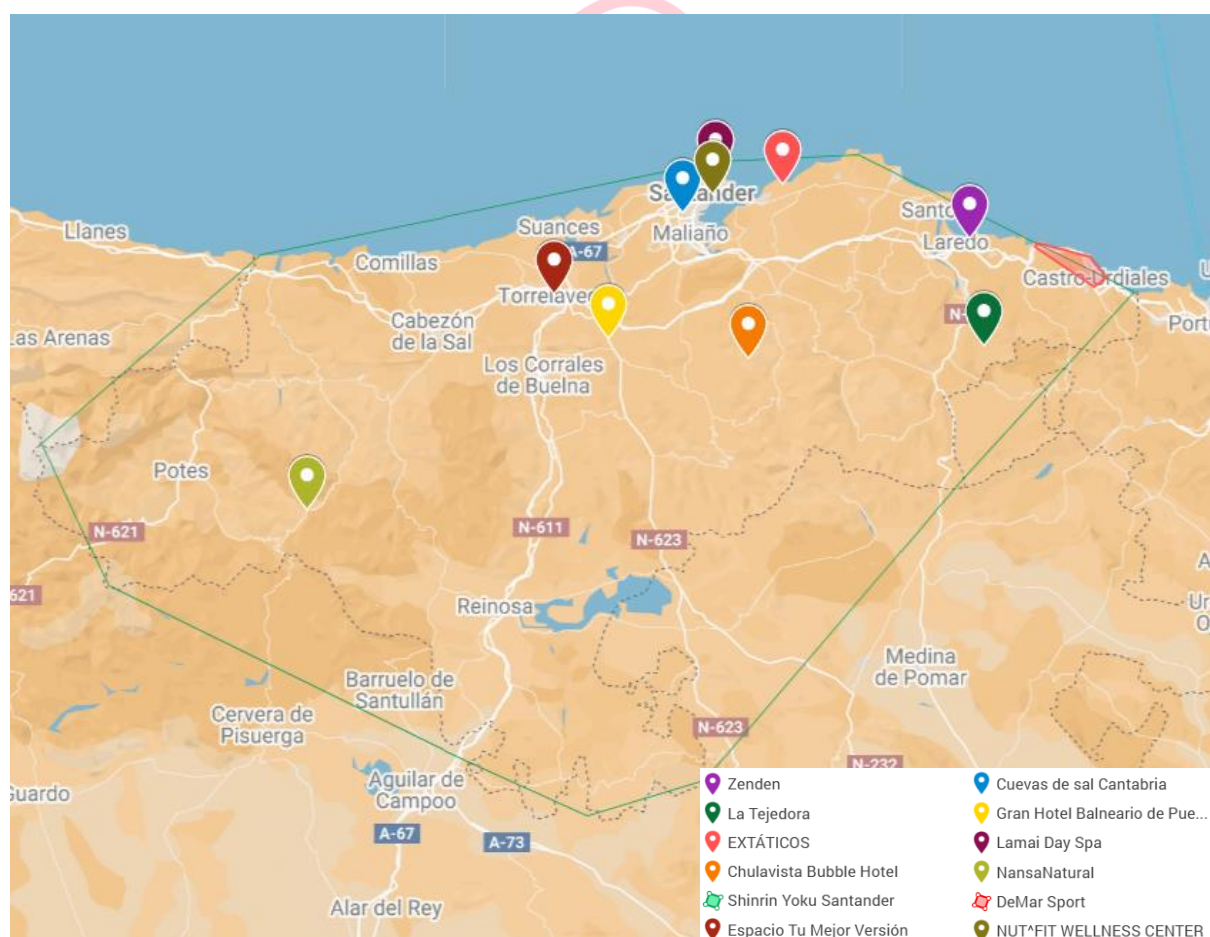 Llanes
Comillas
Suances
Santander
Maliaño
A-67
Laredo
Castro-Urdiales
Las Arenas
Cabezón
de la Sal
Los Corrales
de Buelna
Potes
N-621
N-611
N-623
621
Reinosa
Medina
de Pomar
Barruelo de
Santullán
Cervera de
Pisuerga
N-623
N-232
Aguilar de
Campoo
Guardo
A-67
A-73
Alar del Rey
Zenden
La Tejedora
EXTÁTICOS
Chulavista Bubble Hotel
Shinrin Yoku Santander
Espacio Tu Mejor Versión
Cuevas de sal Cantabria
Gran Hotel Balneario de Pue...
Lamai Day Spa
NansaNatural
DeMar Sport
NUT^FIT WELLNESS CENTER